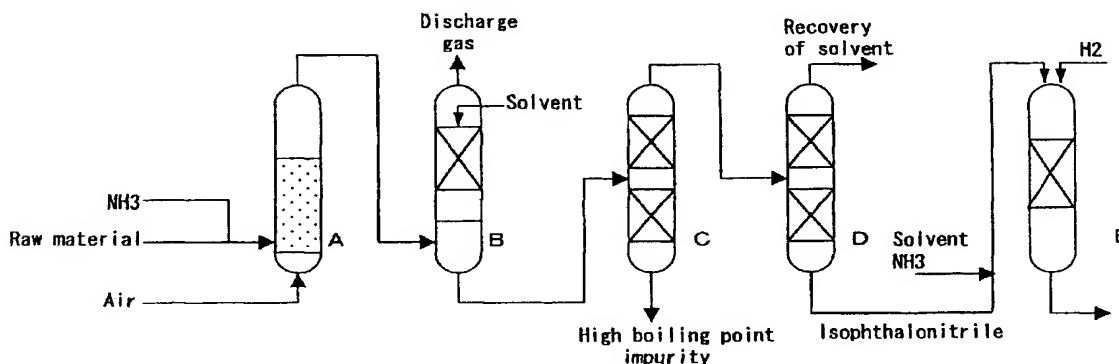 Discharge
gas
Solvent
NH3
Raw material
Air
A
B
High boiling point
impurity
C
Recovery
of solvent
D
Solvent
NH3
Isophthalonitrile
H2
E